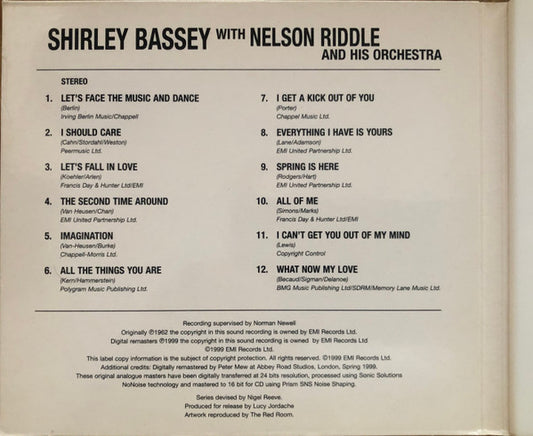 SHIRLEY BASSEY WITH NELSON RIDDLE
AND HIS ORCHESTRA
STEREO
1. LET'S FACE THE MUSIC AND DANCE
(Berlin)
Irving Berlin Music/Chappell
2. I SHOULD CARE
(Cahn/Stordahl/Weston)
Peermusic Ltd.
3. LET'S FALL IN LOVE
(Koehler/Arlen)
Francis Day & Hunter Ltd/EMI
4. THE SECOND TIME AROUND
(Van Heusen/Chan)
EMI United Partnership Ltd.
5. IMAGINATION
(Van-Heusen/Burke)
Chappell-Morris Ltd.
6. ALL THE THINGS YOU ARE
(Kern/Hammerstein)
Polygram Music Publishing Ltd.
7. I GET A KICK OUT OF YOU
(Porter)
Chappel Music Ltd.
8. EVERYTHING I HAVE IS YOURS
(Lane/Adamson)
EMI United Partnership Ltd.
9. SPRING IS HERE
(Rodgers/Hart)
EMI United Partnership Ltd.
10. ALL OF ME
(Simons/Marks)
Francis Day & Hunter Ltd/EMI
11. I CAN'T GET YOU OUT OF MY MIND
(Lewis)
Copyright Control
12. WHAT NOW MY LOVE
(Becaud/Sigman/Delanoe)
BMG Music Publishing Ltd/SDRM/Memory Lane Music Ltd.
Recording supervised by Norman Newell
Originally ℗1962 the copyright in this sound recording is owned by EMI Records Ltd.
Digital remasters ℗1999 the copyright in this sound recording is owned by EMI Records Ltd
©1999 EMI Records Ltd.
This label copy information is the subject of copyright protection. All rights reserved. ©1999 EMI Records Ltd.
Additional credits: Digitally remastered by Peter Mew at Abbey Road Studios, London, Spring 1999.
These original analogue masters have been digitally transferred at 24 bits resolution, processed using Sonic Solutions
NoNoise technology and mastered to 16 bit for CD using Prism SNS Noise Shaping.
Series devised by Nigel Reeve.
Produced for release by Lucy Jordache
Artwork reproduced by The Red Room.